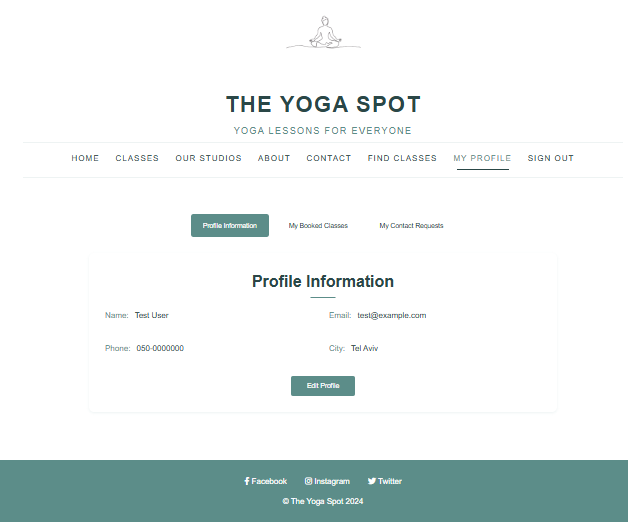 THE YOGA SPOT
YOGA LESSONS FOR EVERYONE
HOME CLASSES OUR STUDIOS ABOUT CONTACT FIND CLASSES MY PROFILE SIGN OUT
Profile Information My Booked Classes My Contact Requests
Profile Information
Name: Test User Email: test@example.com
Phone: 050-0000000 City: Tel Aviv
Edit Profile
Facebook Instagram Twitter
© The Yoga Spot 2024